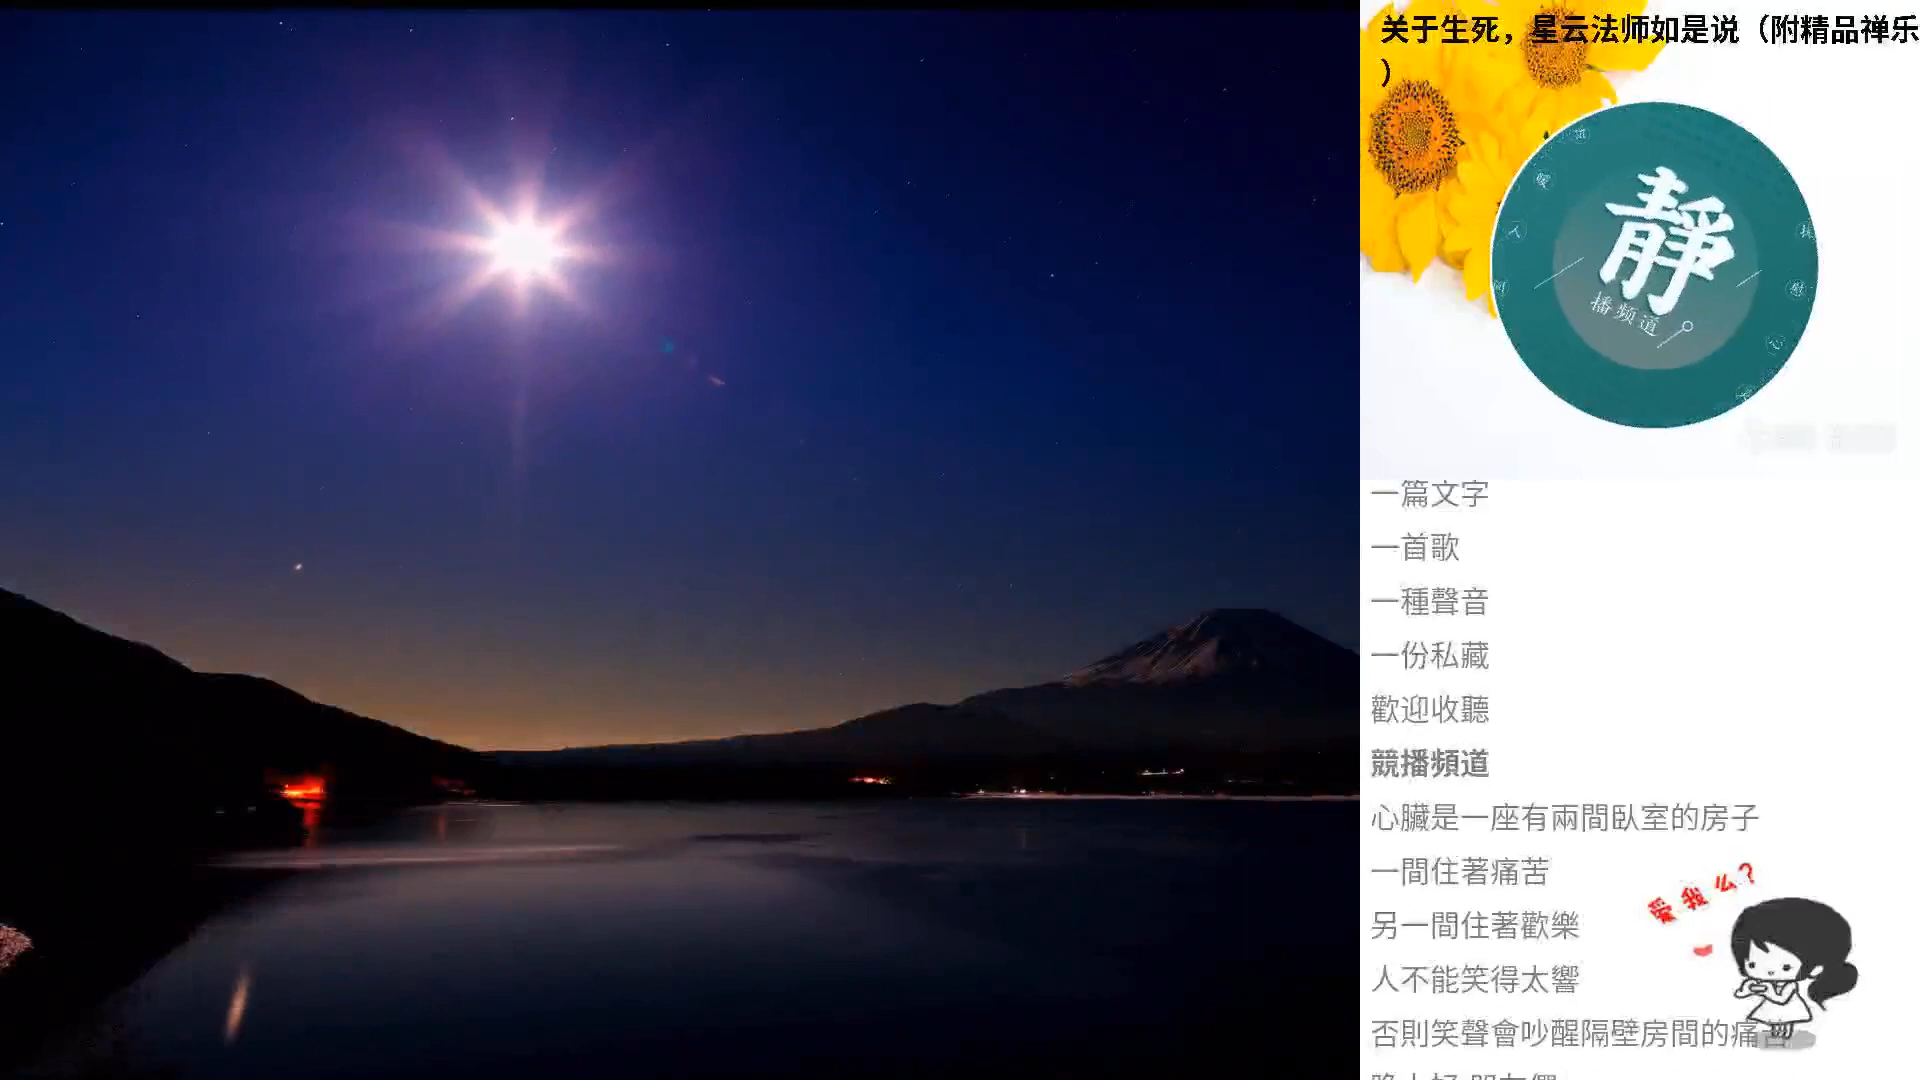 关于生死，星云法师如是说（附精品禅乐
）
靜
播频道
一篇文字
一首歌
一種聲音
一份私藏
歡迎收聽
競播頻道
心臟是一座有兩間臥室的房子
一間住著痛苦
爱我么？
另一間住著歡樂
人不能笑得太響
否則笑聲會吵醒隔壁房間的痛苦